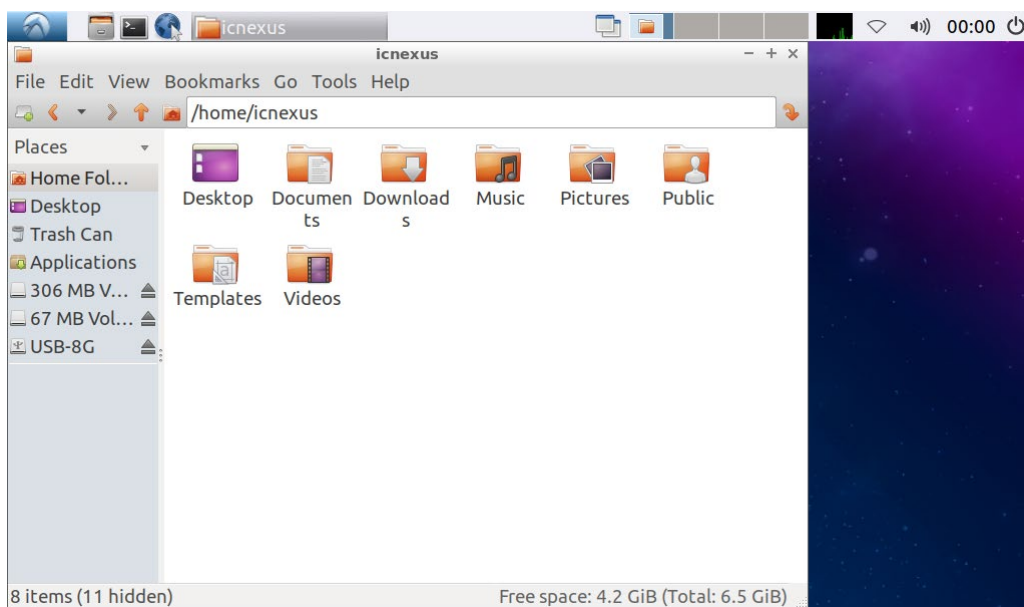 icnexus
00:00
icnexus
File Edit View Bookmarks Go Tools Help
/home/icnexus
Places
Home Fol...
Desktop
Trash Can
Applications
306 MB V...
67 MB Vol...
USB-8G
Desktop
Documen
ts
Download
s
Music
Pictures
Public
Templates
Videos
8 items (11 hidden)
Free space: 4.2 GiB (Total: 6.5 GiB)